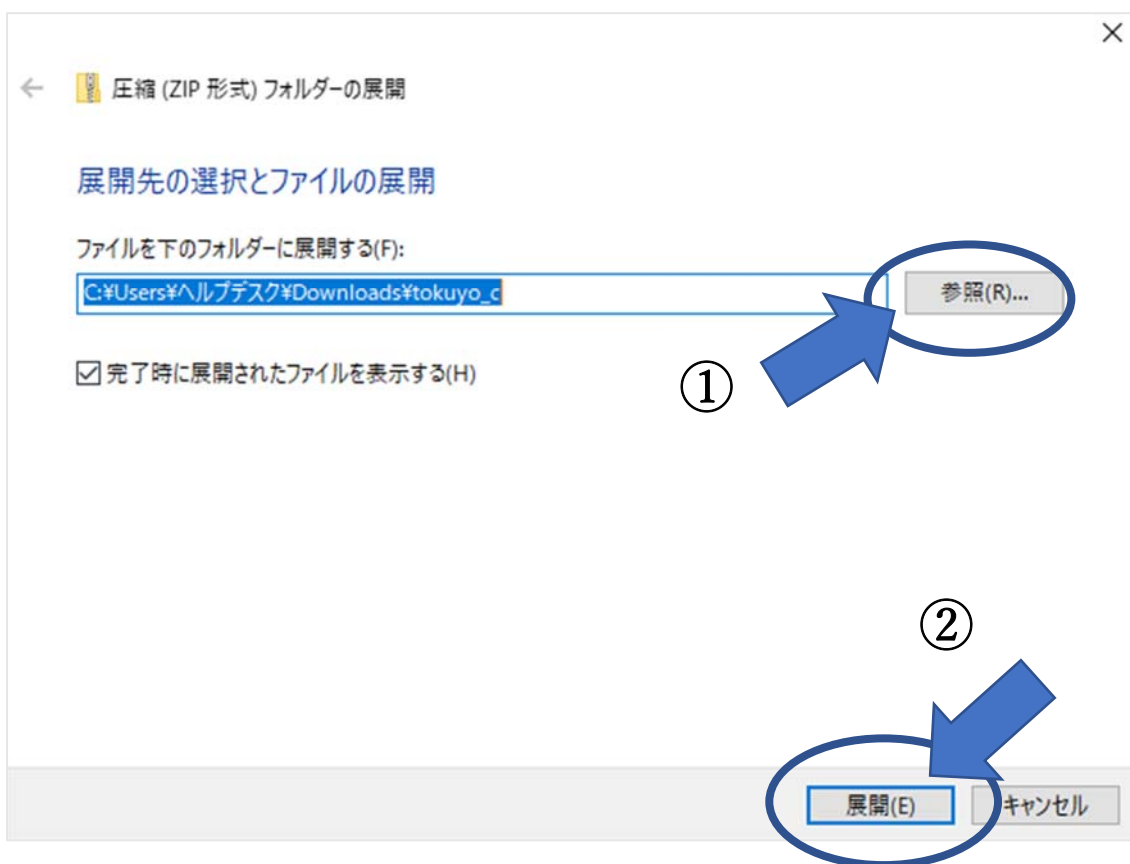 圧縮 (ZIP 形式) フォルダーの展開
展開先の選択とファイルの展開
ファイルを下のフォルダーに展開する(F):
C:¥Users¥ヘルプデスク¥Downloads¥tokuyo_c
参照(R)...
完了時に展開されたファイルを表示する(H)
①
②
展開(E)
キャンセル